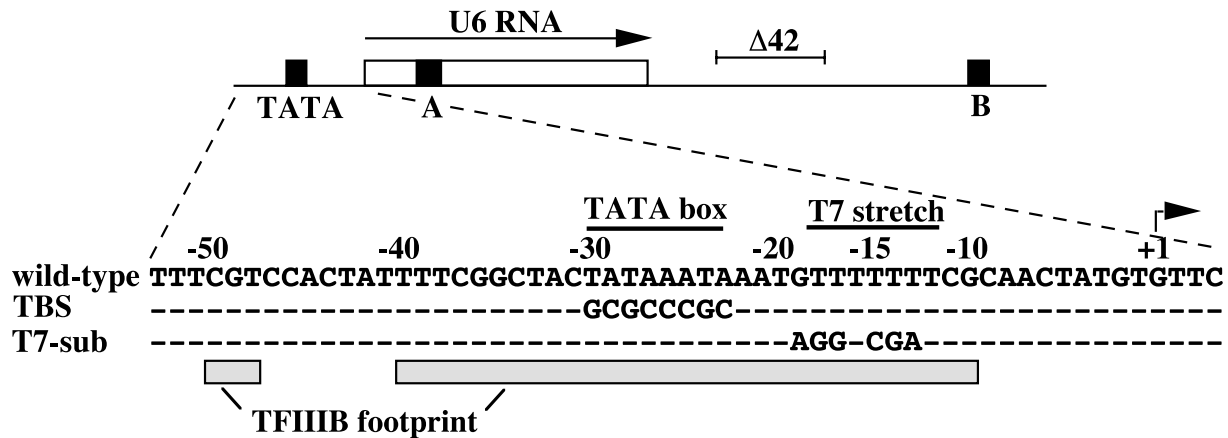 U6 RNA
Δ42
TATA A B
TATA box T7 stretch
-50 -40 -30 -20 -15 -10 +1
wild-type TTTCGTCCACTATTTTCGGCTACTATAAATAAATGTTTTTTTCGCAACTATGTGTTC
TBS -----------------------GCGCCCGC--------------------------
T7-sub ----------------------------------AGG-CGA----------------
TFIIIB footprint